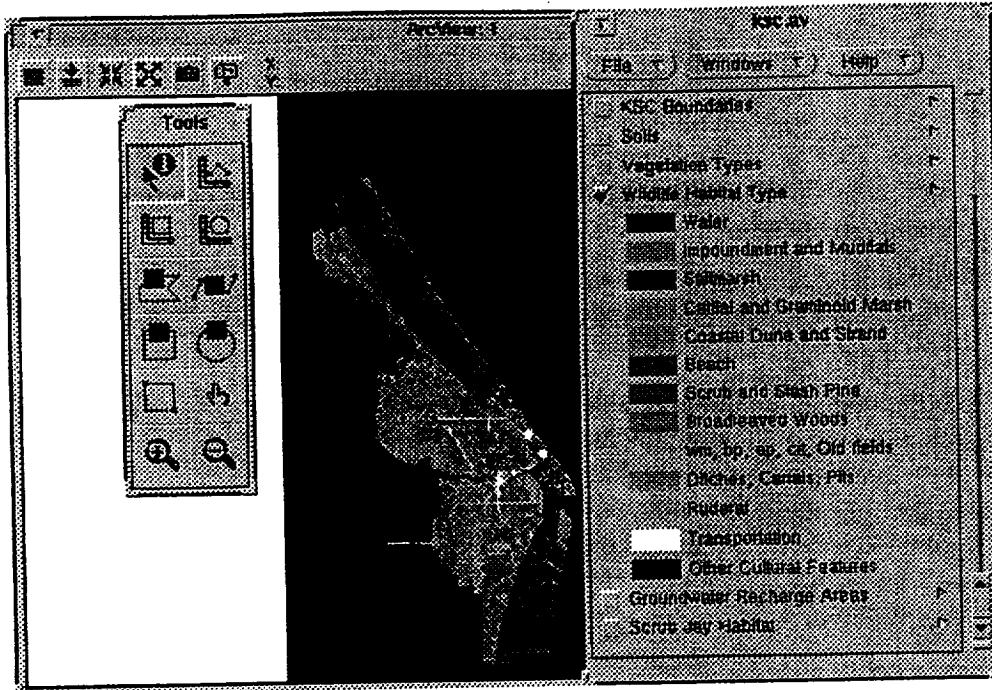 ArcView: 1
Tools
X
Y
ksc.av
File
Windows
Help
KSC Boundaries
Soils
Vegetation Types
Wildlife Habitat Type
Water
Impoundment and Mudflats
Saltmarsh
Cattail and Graminoid Marsh
Coastal Dune and Strand
Beach
Scrub and Slash Pine
Broadleaved Woods
wm, bp, ap, ca, Old fields
Ditches, Canals, Pits
Ruderal
Transportation
Other Cultural Features
Groundwater Recharge Areas
Scrub Jay Habitat